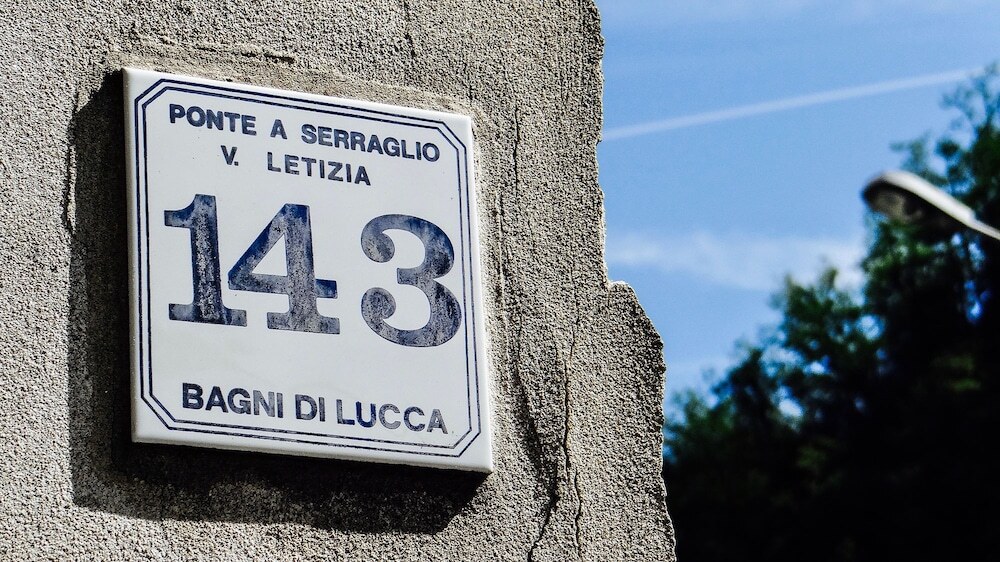 PONTE A SERRAGLIO
V. LETIZIA
143
BAGNI DI LUCCA